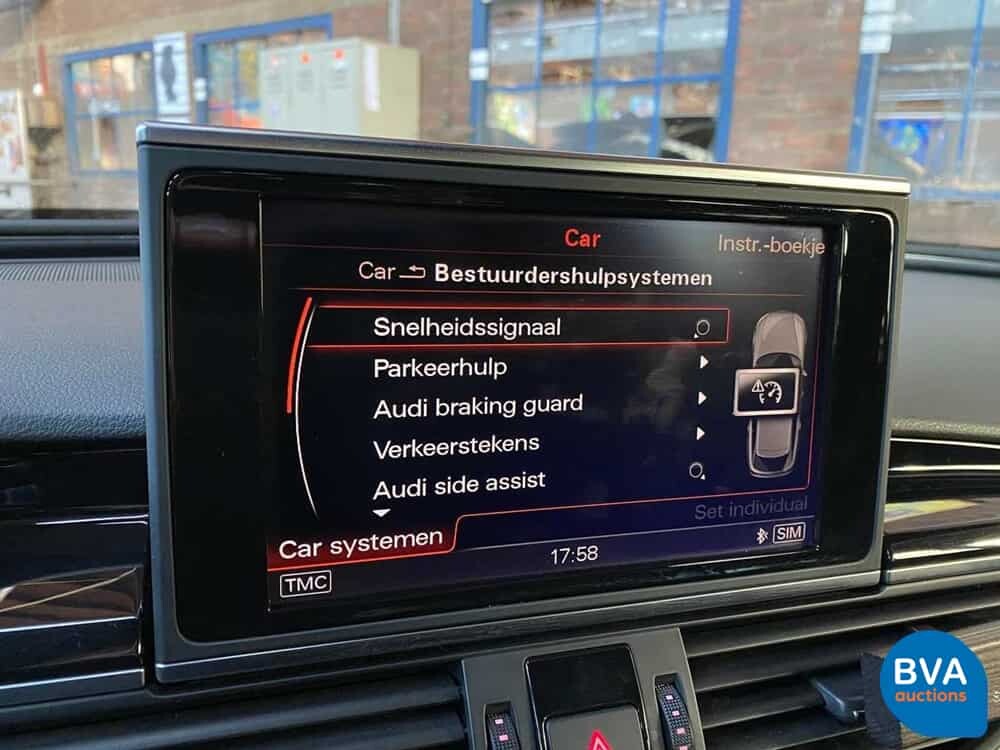 Car
Instr.-boekje
Car Bestuurdershulpsystemen
Snelheidssignaal
Parkeerhulp
Audi braking guard
Verkeerstekens
Audi side assist
Set individual
Car systemen
TMC
17:58
SIM
BVA
auctions